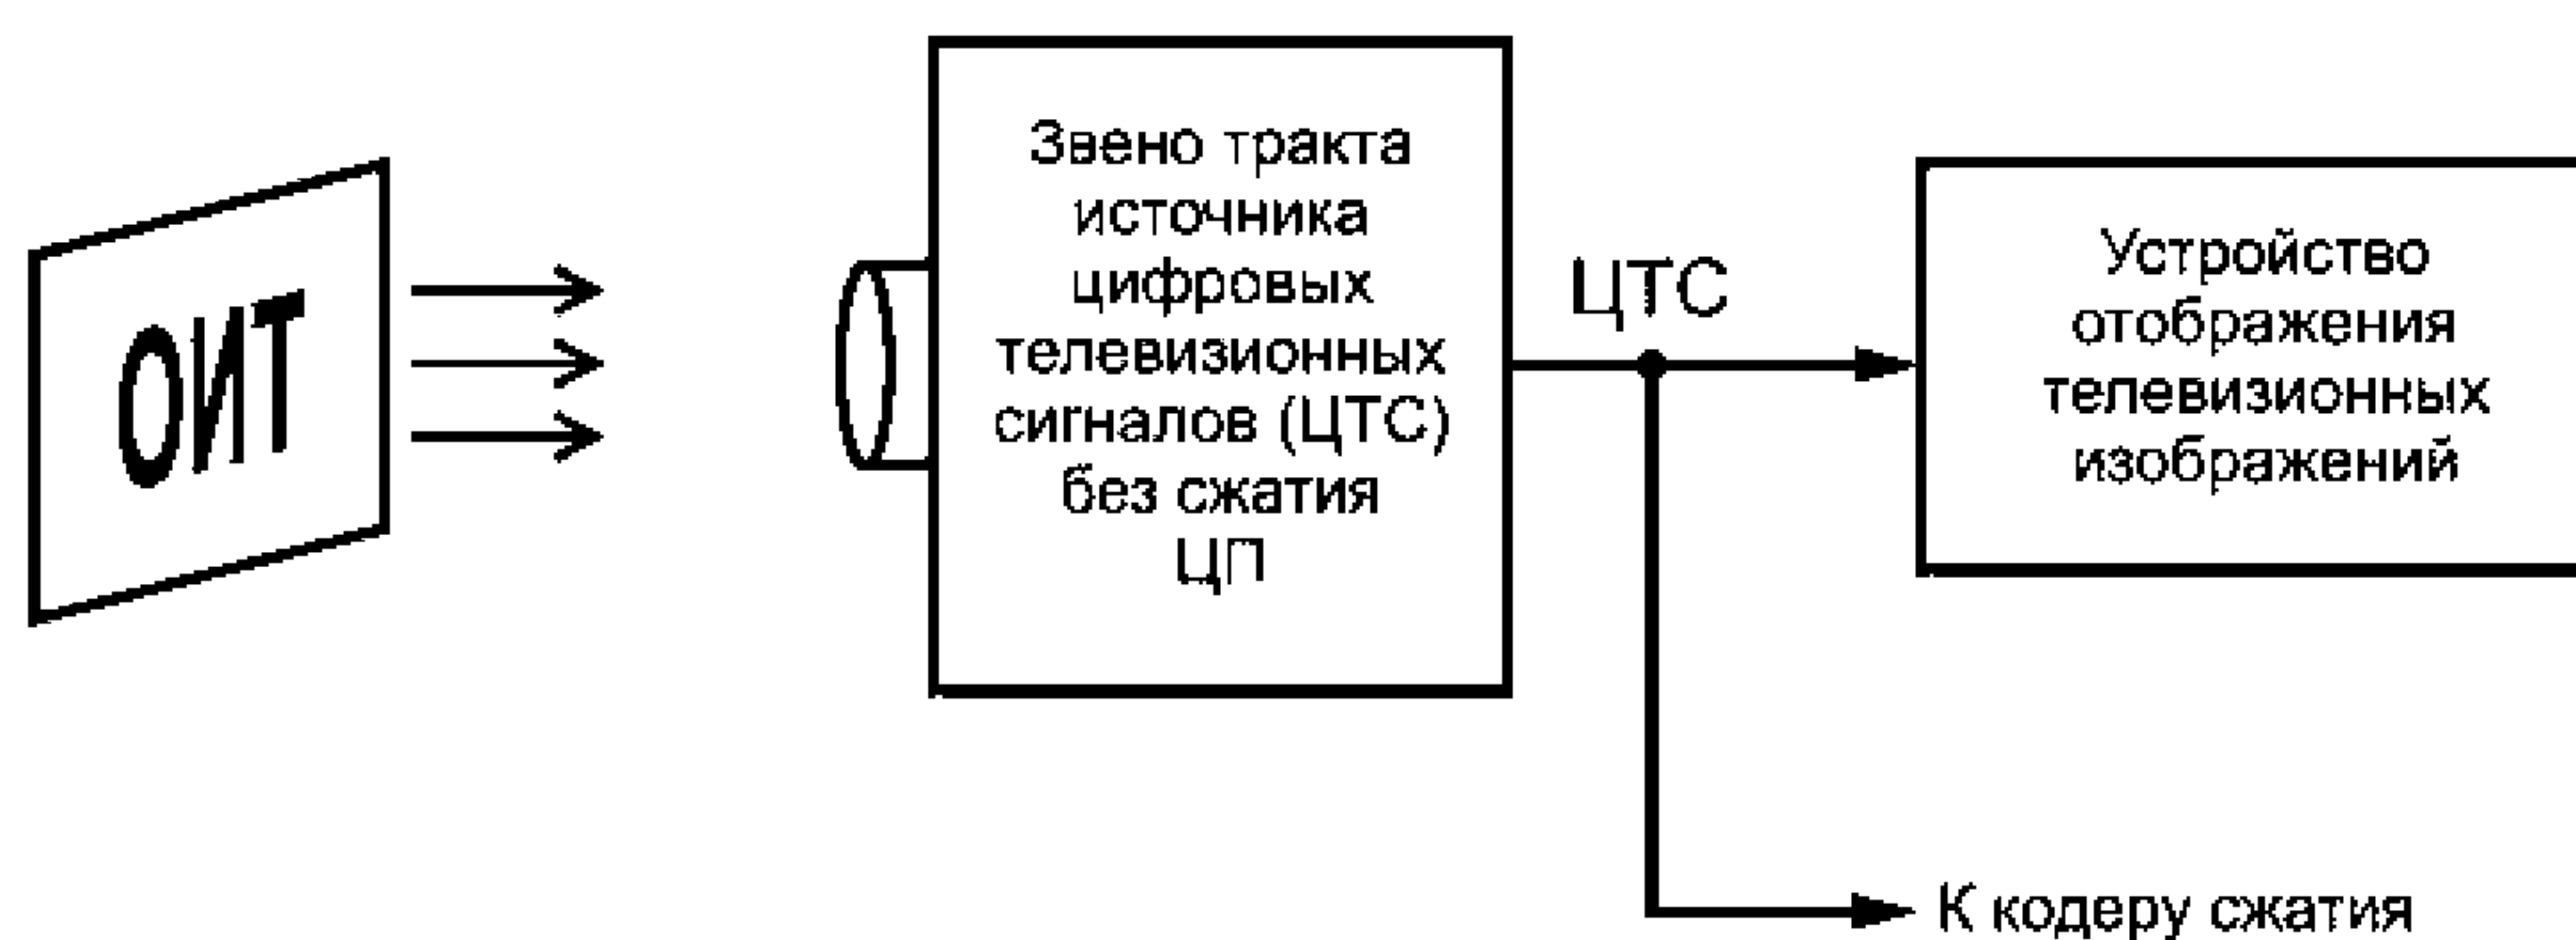 ОИТ
Звено тракта
источника
цифровых
телевизионных
сигналов (ЦТС)
без сжатия
ЦП
ЦТС
Устройство
отображения
телевизионных
изображений
К кодеру сжатия